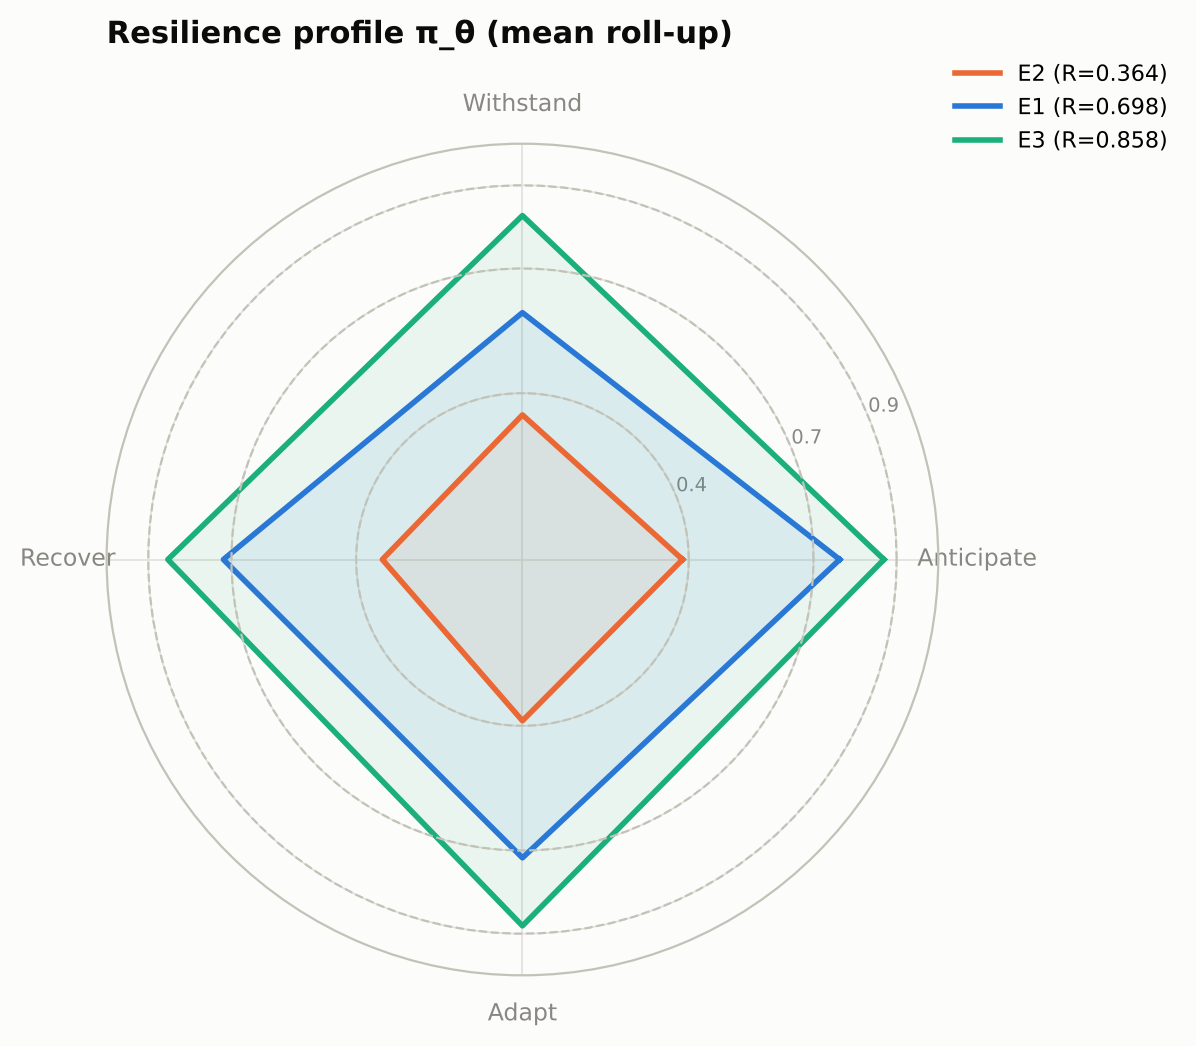 Resilience profile π_θ (mean roll-up)
E2 (R=0.364)
E1 (R=0.698)
E3 (R=0.858)
Withstand
0.9
0.7
0.4
Recover
Anticipate
Adapt